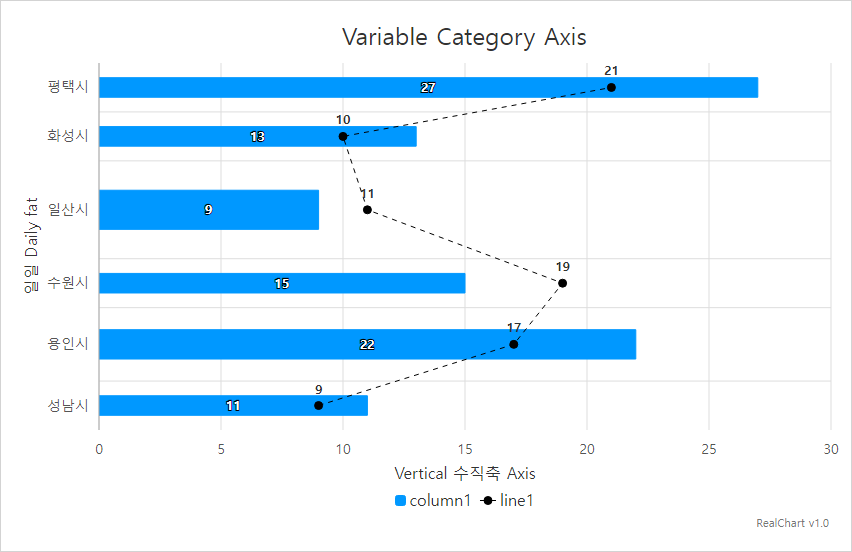 Variable Category Axis
평택시
27
21
화성시
13
10
일산시
9
11
수원시
15
19
용인시
22
17
성남시
11
9
일일 Daily fat
0 5 10 15 20 25 30
Vertical 수직축 Axis
column1 line1
RealChart v1.0